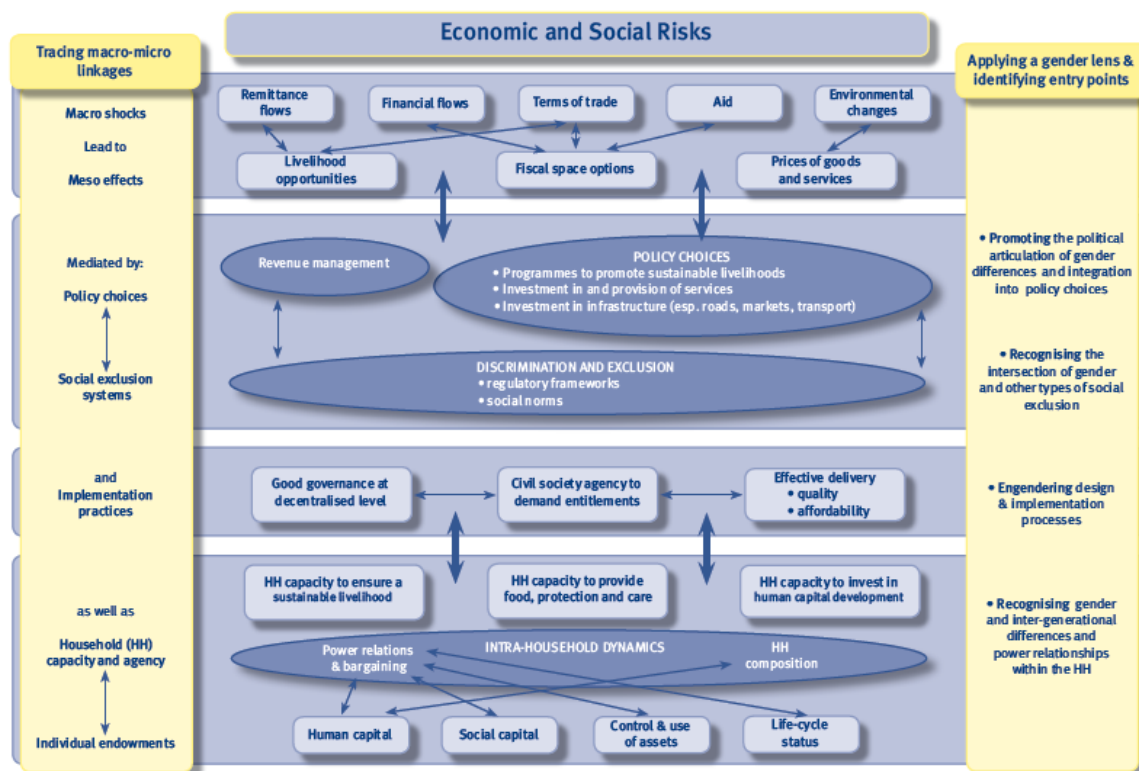 Economic and Social Risks
Tracing macro-micro
linkages
Macro shocks
Lead to
Meso effects
Mediated by:
Policy choices
Social exclusion
systems
and
Implementation
practices
as well as
Household (HH)
capacity and agency
Individual endowments
Remittance
flows
Financial flows
Terms of trade
Aid
Environmental
changes
Livelihood
opportunities
Fiscal space options
Prices of goods
and services
Revenue management
POLICY CHOICES
• Programmes to promote sustainable livelihoods
• Investment in and provision of services
• Investment in infrastructure (esp. roads, markets, transport)
DISCRIMINATION AND EXCLUSION
• regulatory frameworks
• social norms
Good governance at
decentralised level
Civil society agency to
demand entitlements
Effective delivery
• quality
• affordability
HH capacity to ensure a
sustainable livelihood
HH capacity to provide
food, protection and care
HH capacity to invest in
human capital development
INTRA-HOUSEHOLD DYNAMICS
Power relations
& bargaining
HH
composition
Human capital
Social capital
Control & use
of assets
Life-cycle
status
Applying a gender lens &
identifying entry points
• Promoting the political
articulation of gender
differences and integration
into policy choices
• Recognising the
intersection of gender
and other types of social
exclusion
• Engendering design
& implementation
processes
• Recognising gender
and inter-generational
differences and
power relationships
within the HH